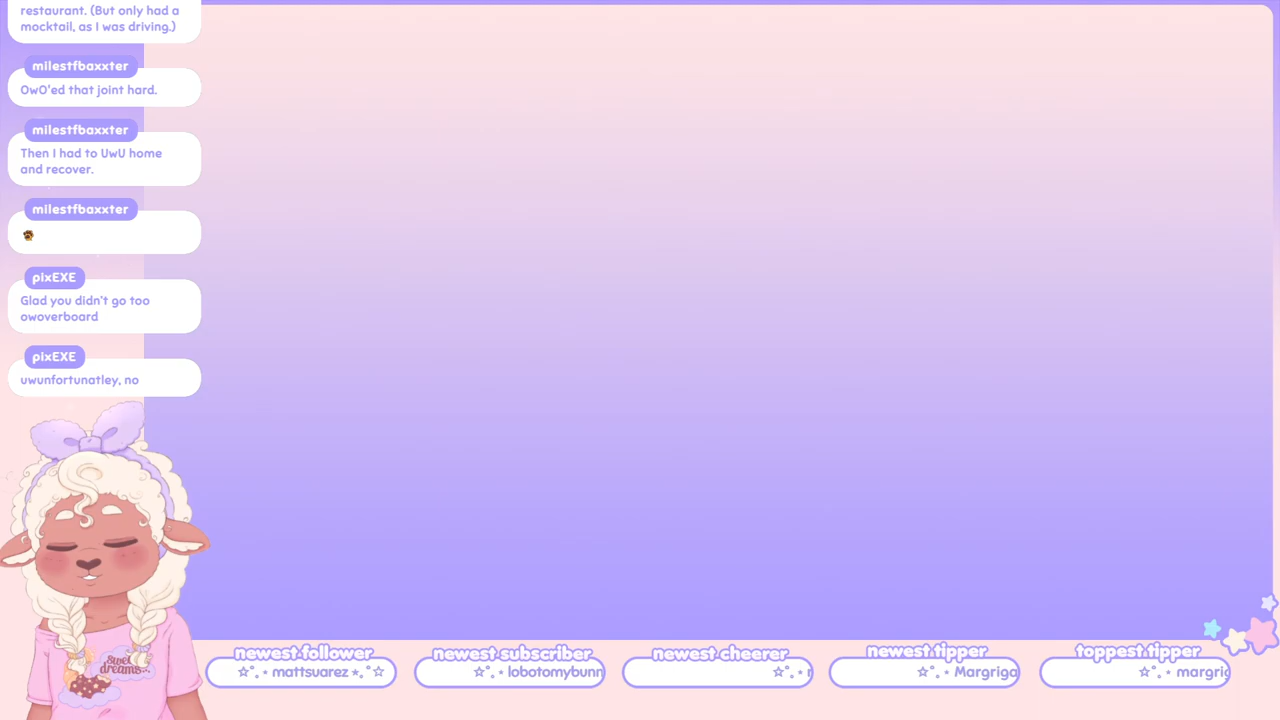 restaurant. (But only had a
mocktail, as I was driving.)
milestfbaxxter
OwO'ed that joint hard.
milestfbaxxter
Then I had to UwU home
and recover.
milestfbaxxter
pixEXE
Glad you didn't go too
owoverboard
pixEXE
uwunfortunatley, no
Sweet
dreams...
newest follower
newest subscriber
newest cheerer
newest tipper
toppest tipper
☆˚。⋆ mattsuarez ⋆。˚☆
☆˚。⋆ lobotomybunn
☆˚。⋆
☆˚。⋆ Margriga
☆˚。⋆ margrig